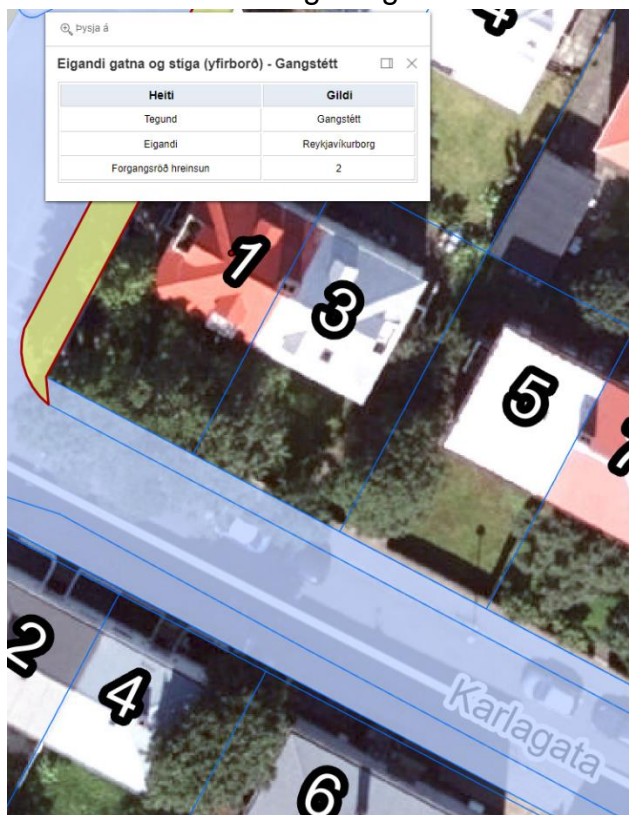 Þysja á
Eigandi gatna og stíga (yfirborð) - Gangstétt
Heiti Gildi
Tegund Gangstétt
Eigandi Reykjavíkurborg
Forgangsröð hreinsun 2
1
3
5
2
4
6
Karlagata